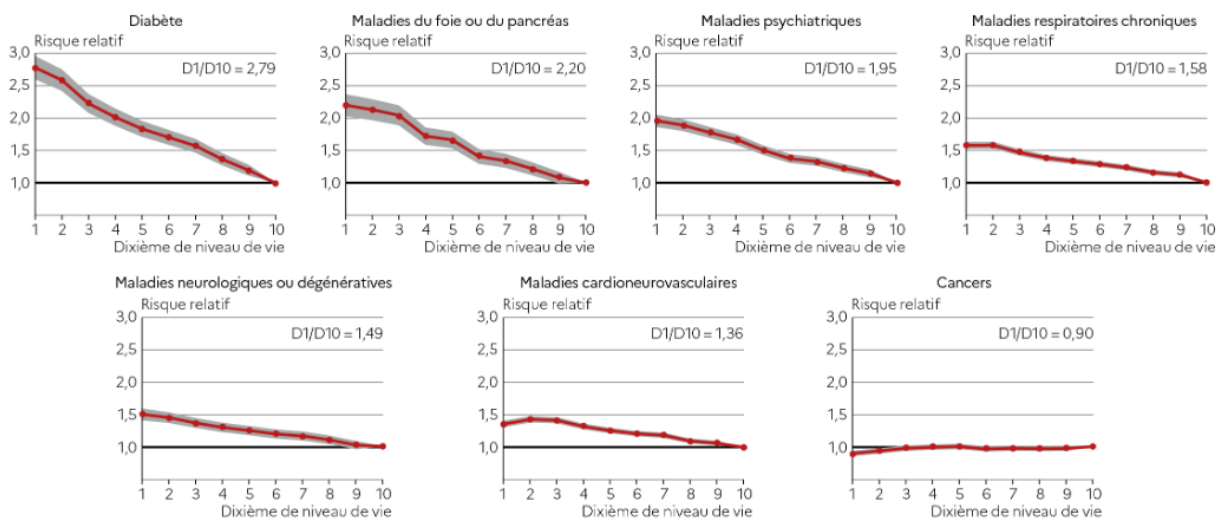 Diabète
Risque relatif
3,0
D1/D10 = 2,79
2,5
2,0
1,5
1,0
1 2 3 4 5 6 7 8 9 10
Dixième de niveau de vie
Maladies du foie ou du pancréas
Risque relatif
3,0
D1/D10 = 2,20
2,5
2,0
1,5
1,0
1 2 3 4 5 6 7 8 9 10
Dixième de niveau de vie
Maladies psychiatriques
Risque relatif
3,0
D1/D10 = 1,95
2,5
2,0
1,5
1,0
1 2 3 4 5 6 7 8 9 10
Dixième de niveau de vie
Maladies respiratoires chroniques
Risque relatif
3,0
D1/D10 = 1,58
2,5
2,0
1,5
1,0
1 2 3 4 5 6 7 8 9 10
Dixième de niveau de vie
Maladies neurologiques ou dégénératives
Risque relatif
3,0
D1/D10 = 1,49
2,5
2,0
1,5
1,0
1 2 3 4 5 6 7 8 9 10
Dixième de niveau de vie
Maladies cardioneurovasculaires
Risque relatif
3,0
D1/D10 = 1,36
2,5
2,0
1,5
1,0
1 2 3 4 5 6 7 8 9 10
Dixième de niveau de vie
Cancers
Risque relatif
3,0
D1/D10 = 0,90
2,5
2,0
1,5
1,0
1 2 3 4 5 6 7 8 9 10
Dixième de niveau de vie